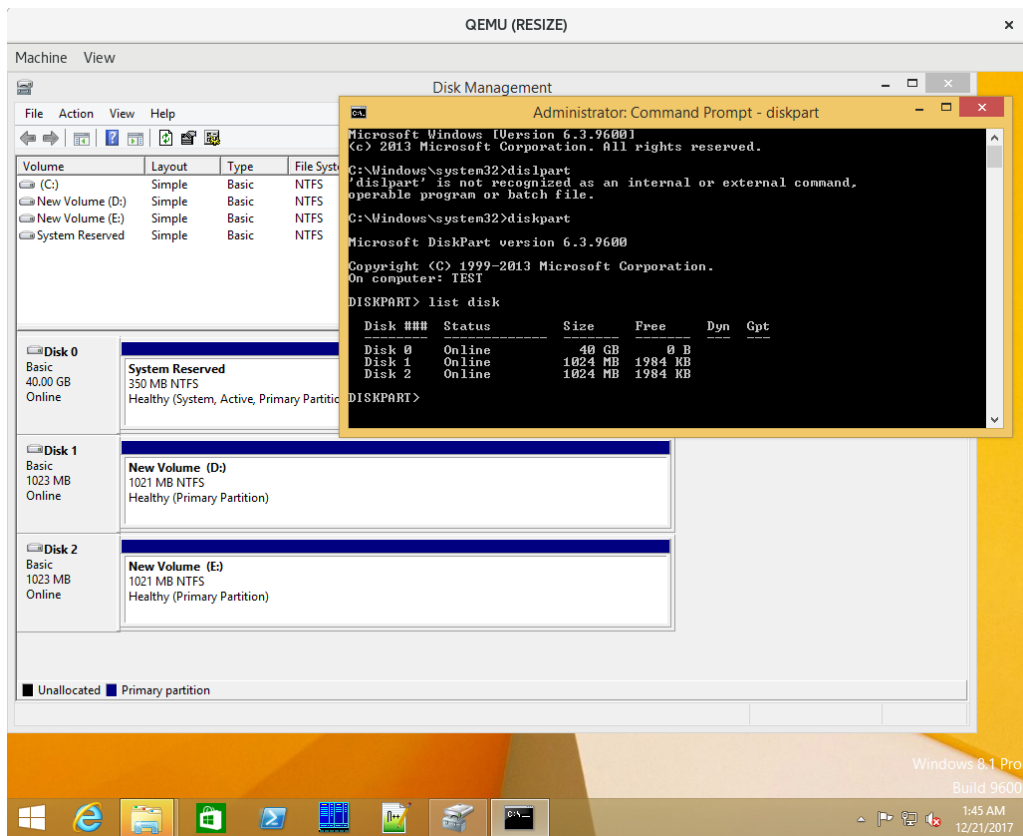 QEMU (RESIZE)
×
Machine View
Disk Management
File Action View Help
Volume Layout Type File Syst
(C:) Simple Basic NTFS
New Volume (D:) Simple Basic NTFS
New Volume (E:) Simple Basic NTFS
System Reserved Simple Basic NTFS
Administrator: Command Prompt - diskpart
Microsoft Windows [Version 6.3.9600]
(c) 2013 Microsoft Corporation. All rights reserved.
C:\Windows\system32>dislpart
'dislpart' is not recognized as an internal or external command,
operable program or batch file.
C:\Windows\system32>diskpart
Microsoft DiskPart version 6.3.9600
Copyright (C) 1999-2013 Microsoft Corporation.
On computer: TEST
DISKPART> list disk
Disk ### Status Size Free Dyn Gpt
-------- ------------- ------- ------- --- ---
Disk 0 Online 40 GB 0 B
Disk 1 Online 1024 MB 1984 KB
Disk 2 Online 1024 MB 1984 KB
DISKPART>
Disk 0
Basic
40.00 GB
Online
System Reserved
350 MB NTFS
Healthy (System, Active, Primary Partitio
Disk 1
Basic
1023 MB
Online
New Volume (D:)
1021 MB NTFS
Healthy (Primary Partition)
Disk 2
Basic
1023 MB
Online
New Volume (E:)
1021 MB NTFS
Healthy (Primary Partition)
Unallocated Primary partition
Windows 8.1 Pro
Build 9600
1:45 AM
12/21/2017